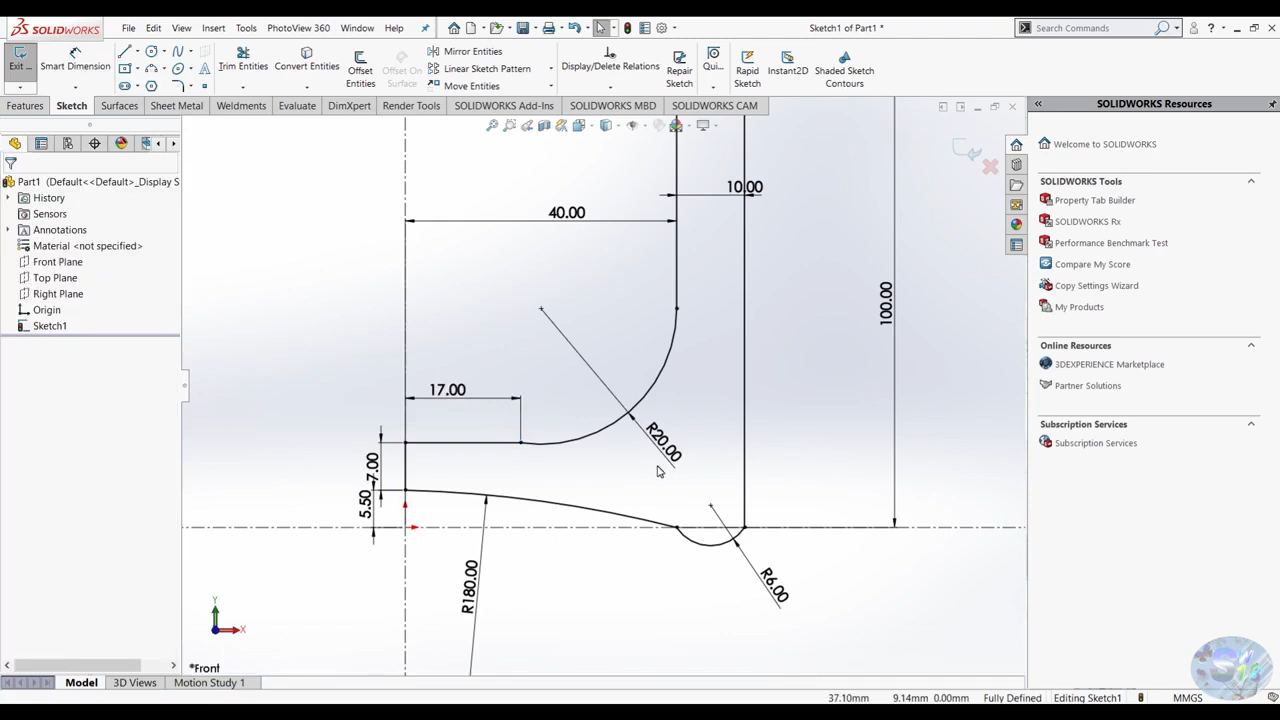 SOLIDWORKS File Edit View Insert Tools PhotoView 360 Window Help Sketch1 of Part1 * Search Commands ?
Exit ... Smart Dimension Trim Entities Convert Entities Offset Entities Offset On Surface Mirror Entities Linear Sketch Pattern Move Entities Display/Delete Relations Repair Sketch Qui... Rapid Sketch Instant2D Shaded Sketch Contours
Features Sketch Surfaces Sheet Metal Weldments Evaluate DimXpert Render Tools SOLIDWORKS Add-Ins SOLIDWORKS MBD SOLIDWORKS CAM
Part1 (Default<<Default>_Display S
History
Sensors
Annotations
Material <not specified>
Front Plane
Top Plane
Right Plane
Origin
Sketch1
10.00
40.00
100.00
17.00
R20.00
7.00
5.50
R180.00
R6.00
Y
X
*Front
SOLIDWORKS Resources
Welcome to SOLIDWORKS
SOLIDWORKS Tools
Property Tab Builder
SOLIDWORKS Rx
Performance Benchmark Test
Compare My Score
Copy Settings Wizard
My Products
Online Resources
3DEXPERIENCE Marketplace
Partner Solutions
Subscription Services
Subscription Services
Model 3D Views Motion Study 1
37.10mm 9.14mm 0.00mm Fully Defined Editing Sketch1 MMGS